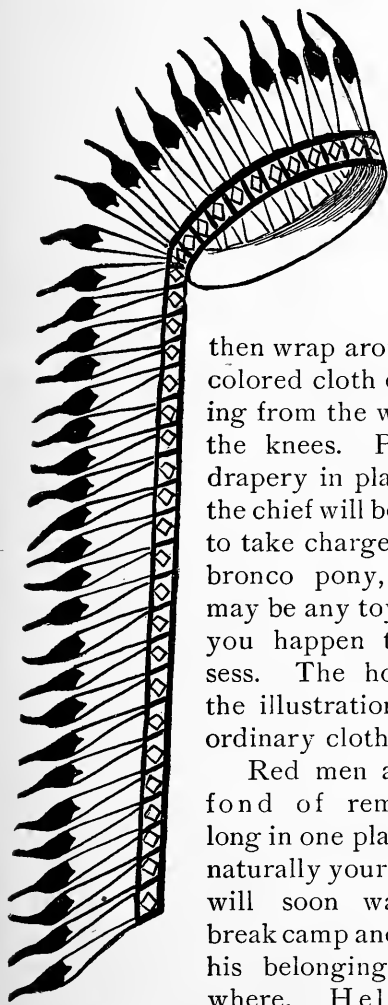 then wrap aro
colored cloth
ing from the
the knees.
drapery in pla
the chief will be
to take charge
bronco pony,
may be any toy
you happen t
sess. The ho
the illustration
ordinary cloth
Red men a
fond of rem
long in one pla
naturally your
will soon wa
break camp and
his belonging
where. Hel